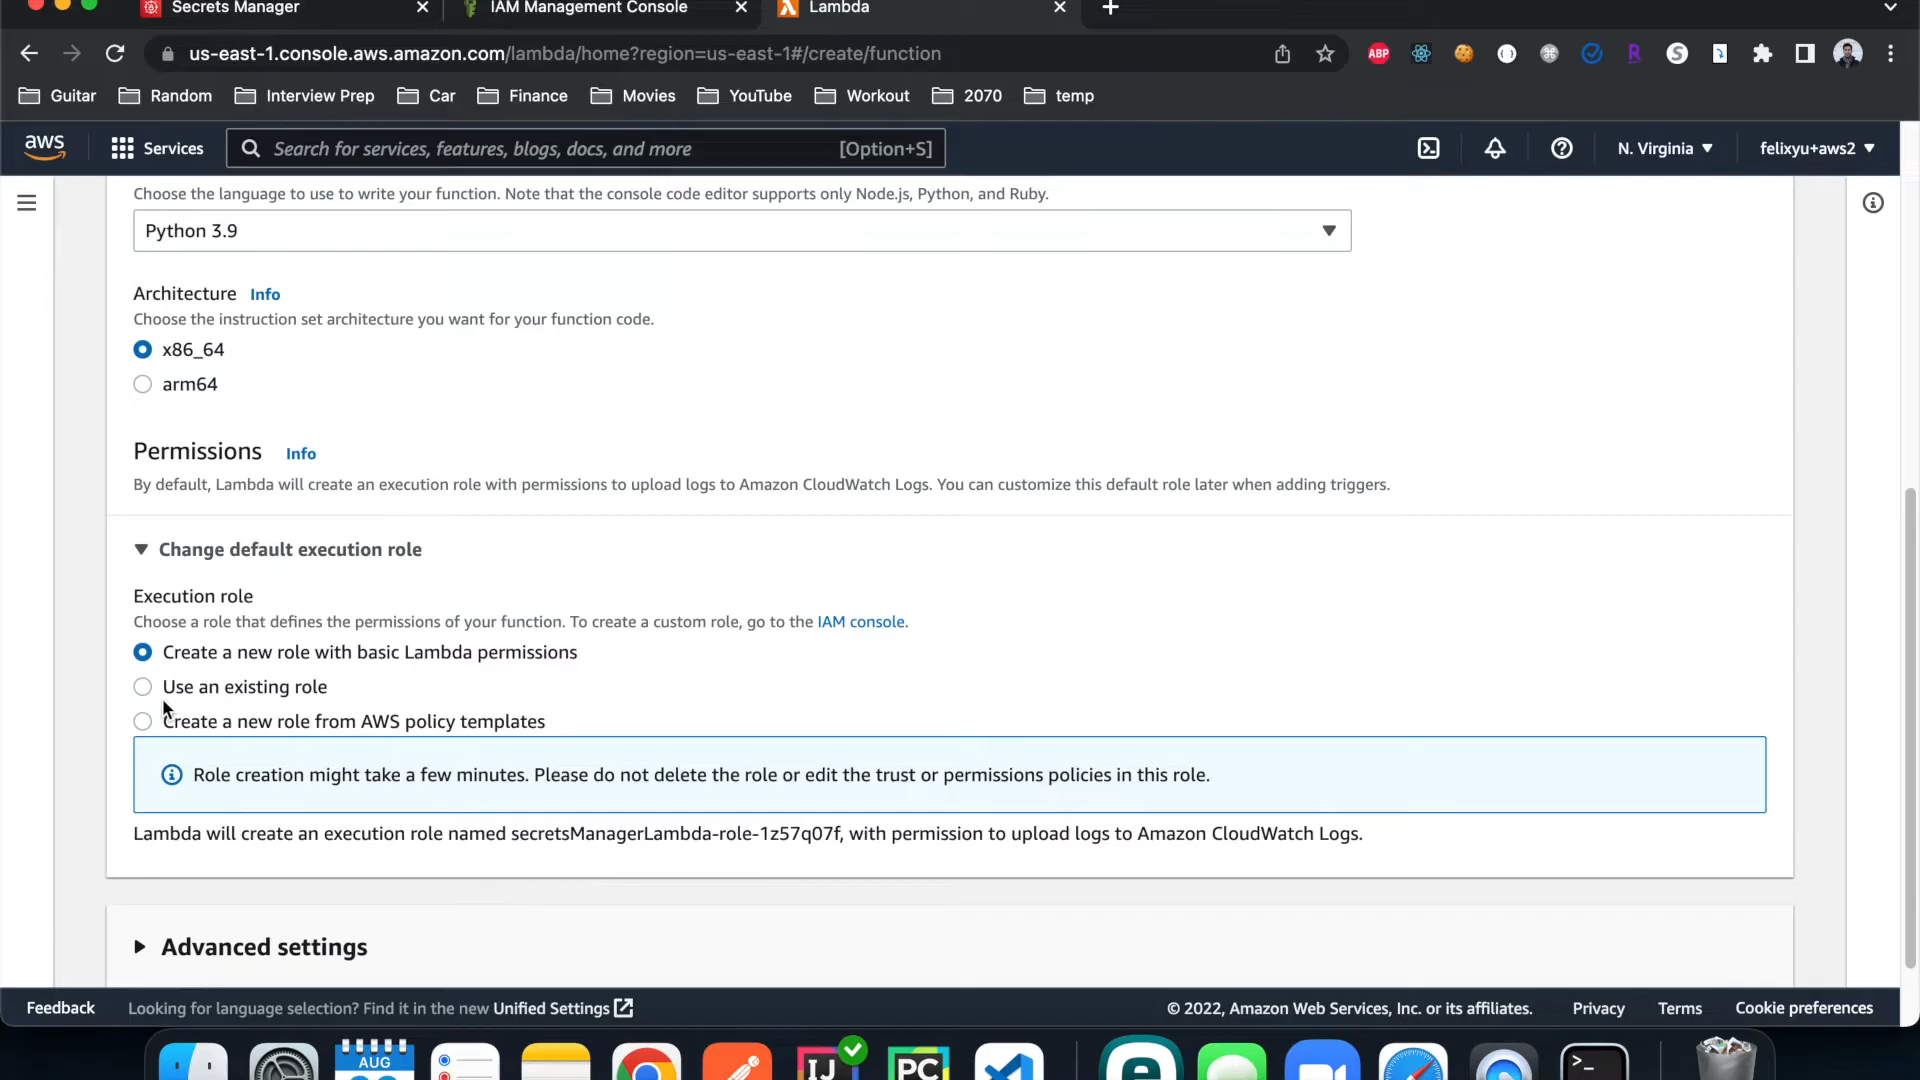 Secrets Manager
IAM Management Console
Lambda
us-east-1.console.aws.amazon.com/lambda/home?region=us-east-1#/create/function
ABP
R
S
Guitar
Random
Interview Prep
Car
Finance
Movies
YouTube
Workout
2070
temp
aws
Services
Search for services, features, blogs, docs, and more
[Option+S]
N. Virginia
felixyu+aws2
Choose the language to use to write your function. Note that the console code editor supports only Node.js, Python, and Ruby.
Python 3.9
Architecture Info
Choose the instruction set architecture you want for your function code.
x86_64
arm64
Permissions Info
By default, Lambda will create an execution role with permissions to upload logs to Amazon CloudWatch Logs. You can customize this default role later when adding triggers.
Change default execution role
Execution role
Choose a role that defines the permissions of your function. To create a custom role, go to the IAM console.
Create a new role with basic Lambda permissions
Use an existing role
Create a new role from AWS policy templates
Role creation might take a few minutes. Please do not delete the role or edit the trust or permissions policies in this role.
Lambda will create an execution role named secretsManagerLambda-role-1z57q07f, with permission to upload logs to Amazon CloudWatch Logs.
Advanced settings
Feedback
Looking for language selection? Find it in the new Unified Settings
© 2022, Amazon Web Services, Inc. or its affiliates.
Privacy
Terms
Cookie preferences
AUG
IJ
PC